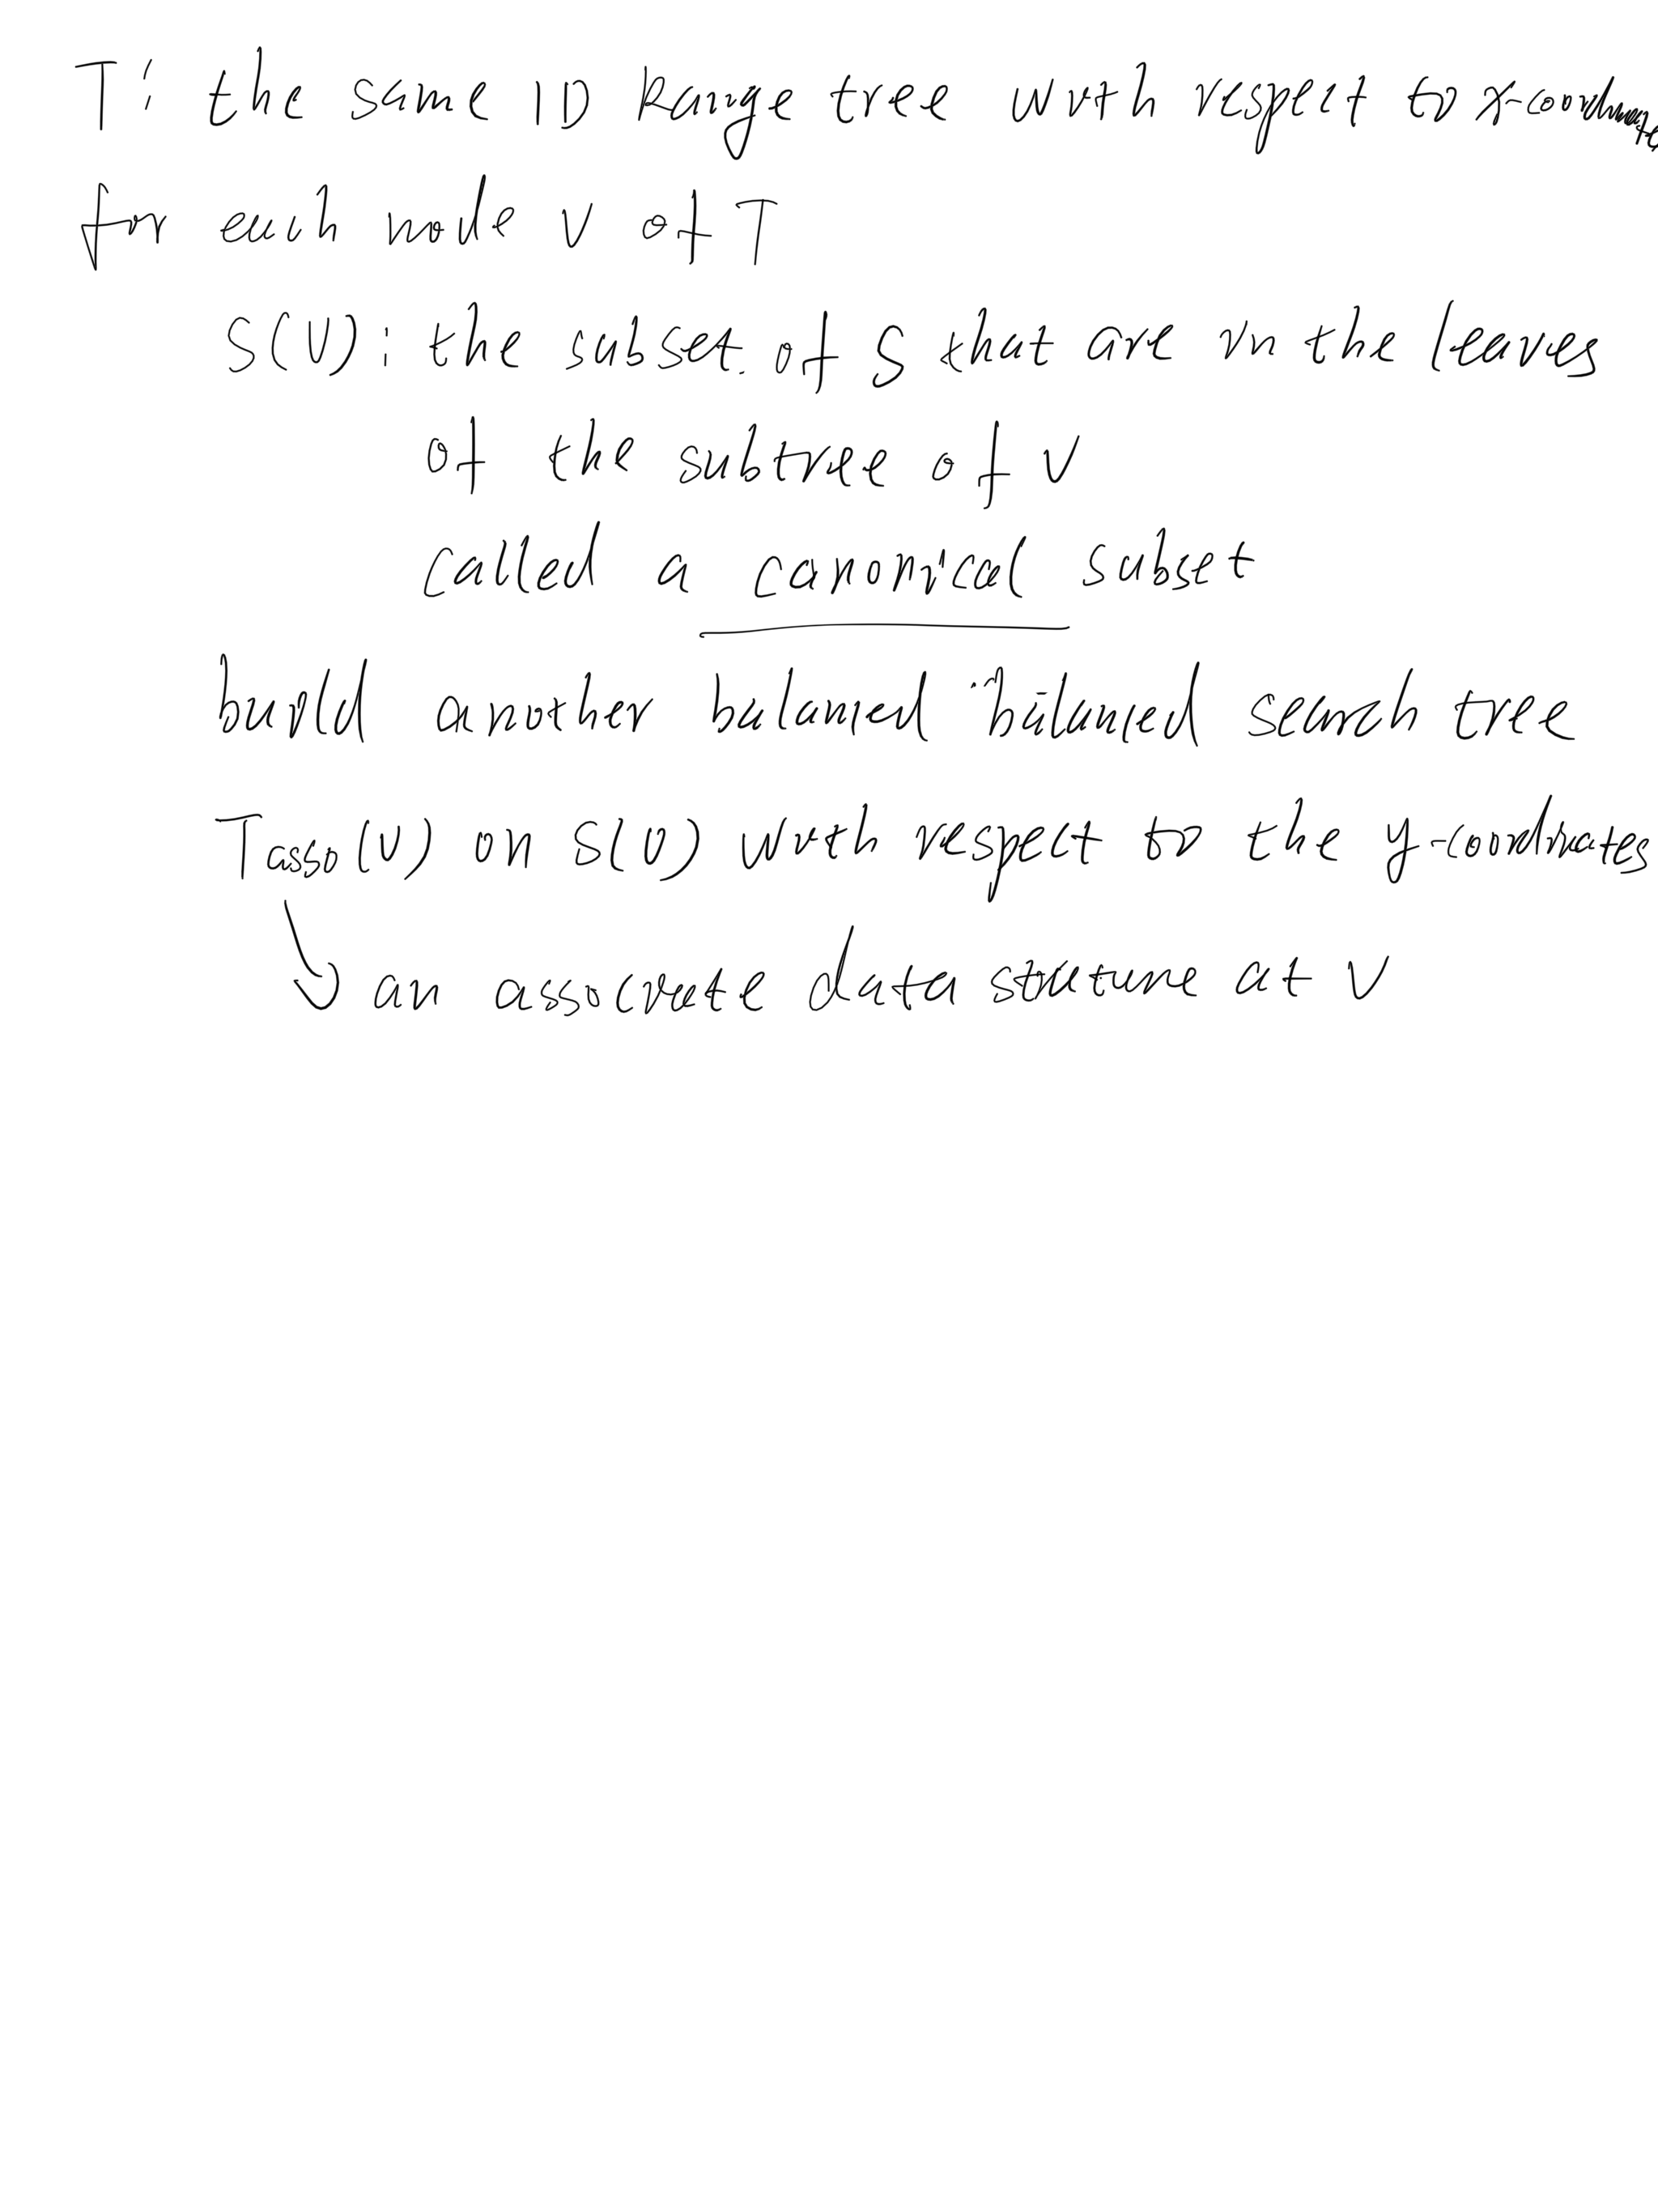 T: the same 1D Range tree with respect to x-coordinates
for each node v of T
S(v): the subset of S that are in the leaves
of the subtree of v
called a canonical subset
build another balanced balanced search tree
Tasso(v) on S(v) with respect to the y-coordinates
an associate data structure at v